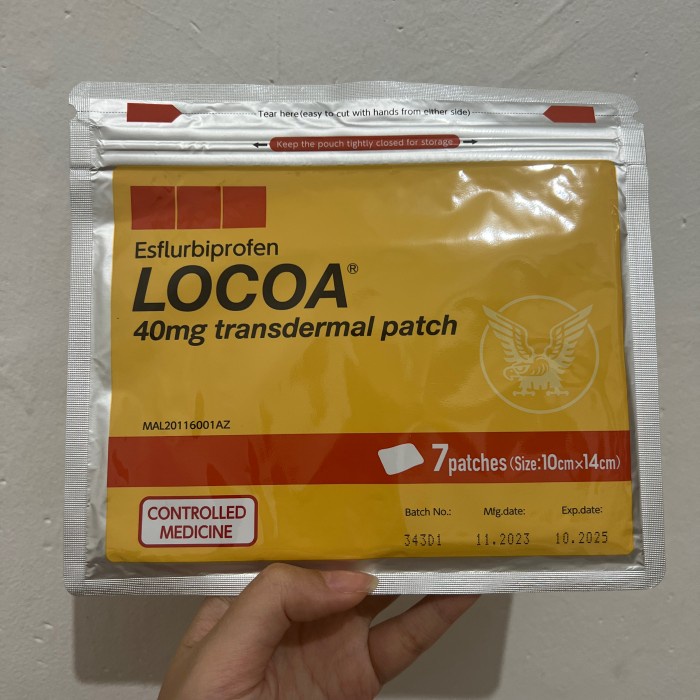 Tear here(easy to cut with hands from either side)
Keep the pouch tightly closed for storage
Esflurbiprofen
LOCOA®
40mg transdermal patch
MAL20116001AZ
7 patches (Size:10cm×14cm)
CONTROLLED
MEDICINE
Batch No.: Mfg.date: Exp.date:
343D1 11.2023 10.2025